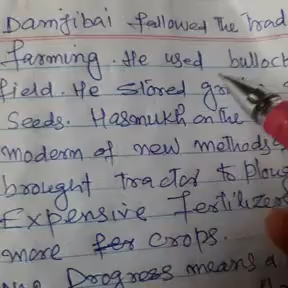 Damjibai followed The Trad
farming. He used bullock
field. He stored gr
Seeds. Hasmukh on the
modern of new methods
brought tractor to ploug
Expensive fertilizer
more for crops.
Progress means a